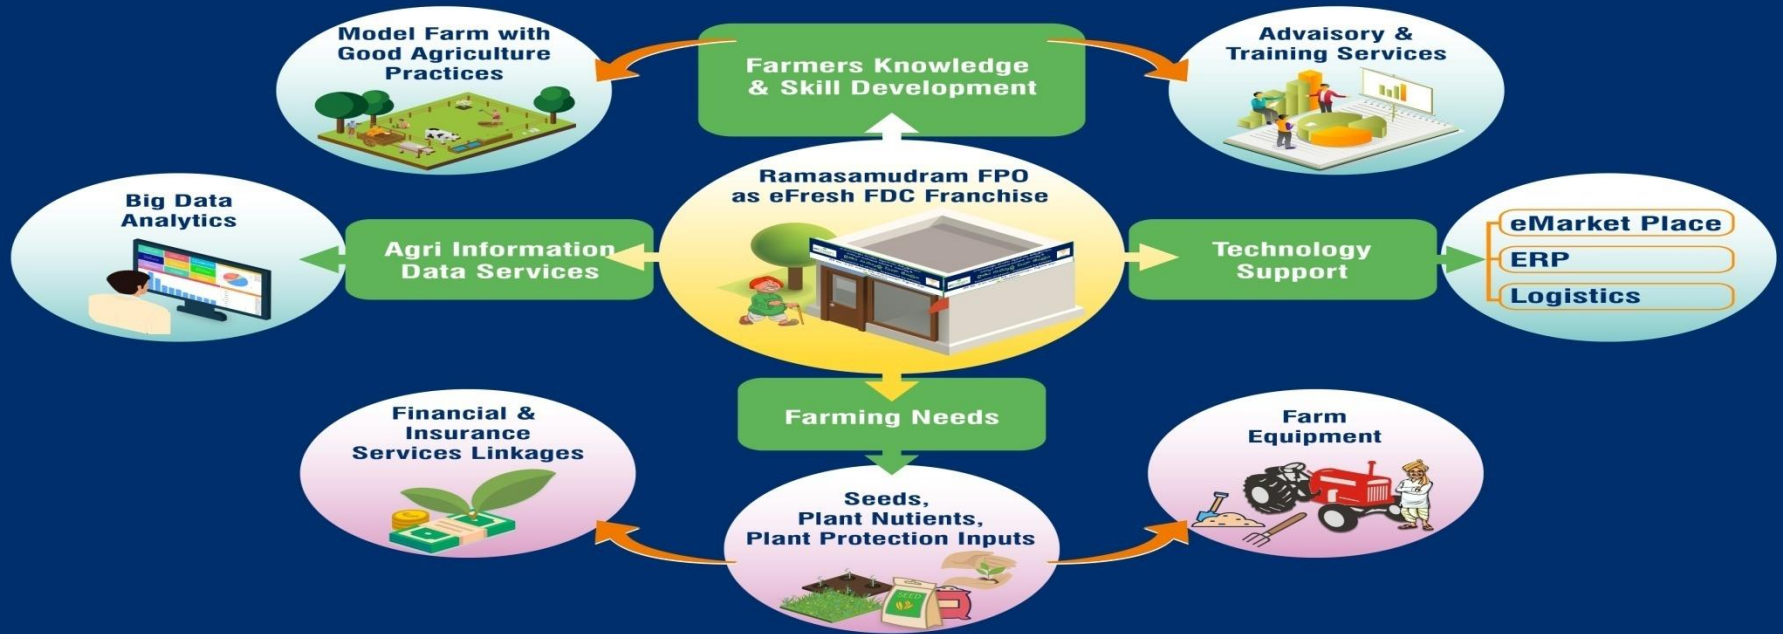 Model Farm with
Good Agriculture
Practices
Farmers Knowledge
& Skill Development
Advaisory &
Training Services
Big Data
Analytics
Agri Information
Data Services
Ramasamudram FPO
as eFresh FDC Franchise
Technology
Support
eMarket Place
ERP
Logistics
Financial &
Insurance
Services Linkages
Farming Needs
Farm
Equipment
Seeds,
Plant Nutients,
Plant Protection Inputs
SEED